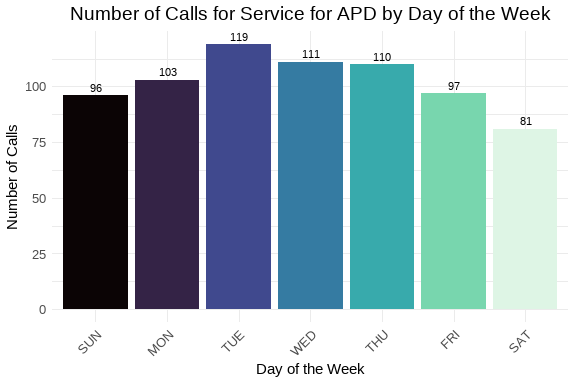 Number of Calls for Service for APD by Day of the Week
Number of Calls
100
75
50
25
0
96
103
119
111
110
97
81
SUN
MON
TUE
WED
THU
FRI
SAT
Day of the Week